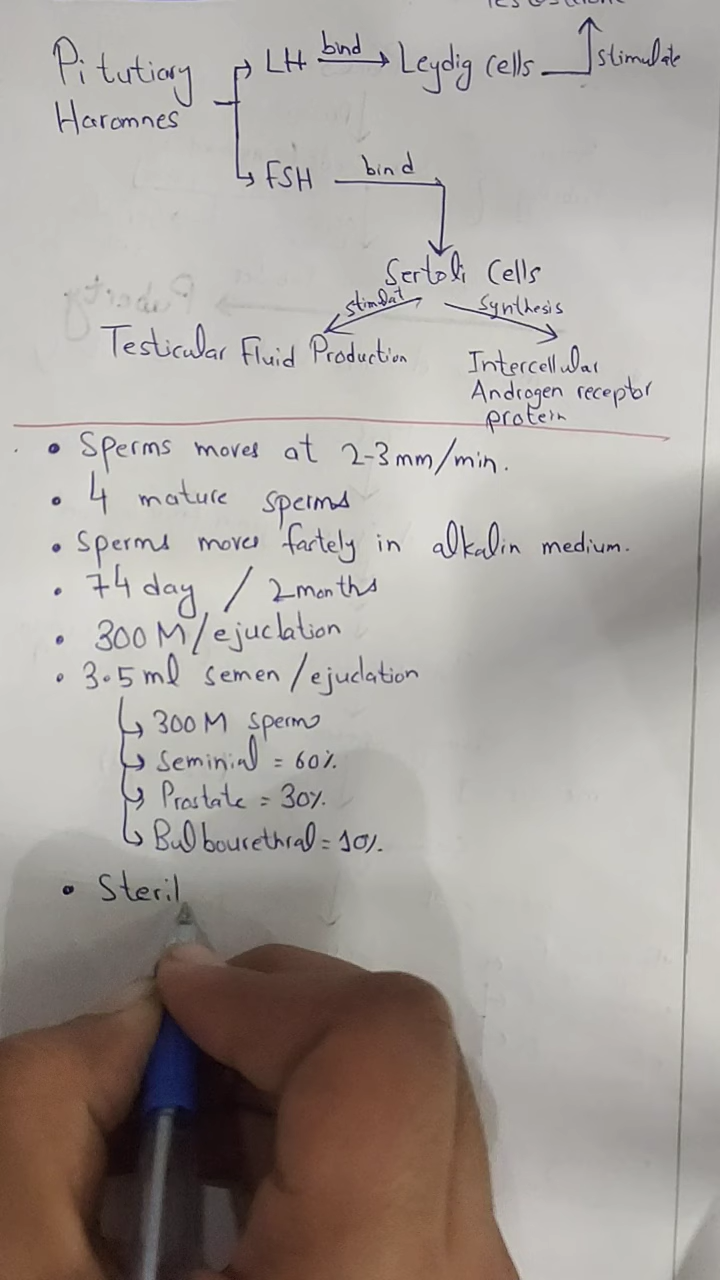 Pitutiary
Haromnes
LH bind Leydig Cells stimulate
FSH bind
Sertoli Cells
stimlat Synthesis
Testicular Fluid Production
Intercellular
Androgen receptor
protein
• Sperms moves at 2-3mm/min.
• 4 mature sperms
• Sperms moves fastely in alkalin medium.
• 74 day / 2months
• 300 M/ejuclation
• 3.5 ml semen /ejuclation
300 M sperms
Seminial = 60%.
Prostate = 30%.
Bulbourethral = 10%.
• Steril